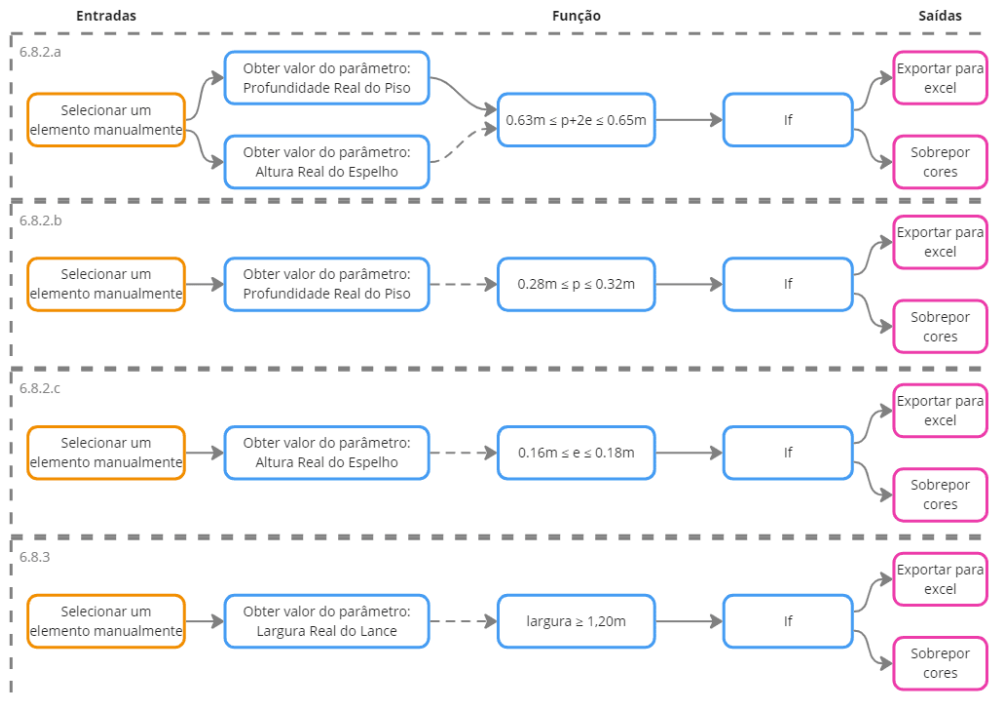 Entradas
Função
Saídas
6.8.2.a
Selecionar um
elemento manualmente
Obter valor do parâmetro:
Profundidade Real do Piso
Obter valor do parâmetro:
Altura Real do Espelho
0.63m ≤ p+2e ≤ 0.65m
If
Exportar para
excel
Sobrepor
cores
6.8.2.b
Selecionar um
elemento manualmente
Obter valor do parâmetro:
Profundidade Real do Piso
0.28m ≤ p ≤ 0.32m
If
Exportar para
excel
Sobrepor
cores
6.8.2.c
Selecionar um
elemento manualmente
Obter valor do parâmetro:
Altura Real do Espelho
0.16m ≤ e ≤ 0.18m
If
Exportar para
excel
Sobrepor
cores
6.8.3
Selecionar um
elemento manualmente
Obter valor do parâmetro:
Largura Real do Lance
largura ≥ 1,20m
If
Exportar para
excel
Sobrepor
cores